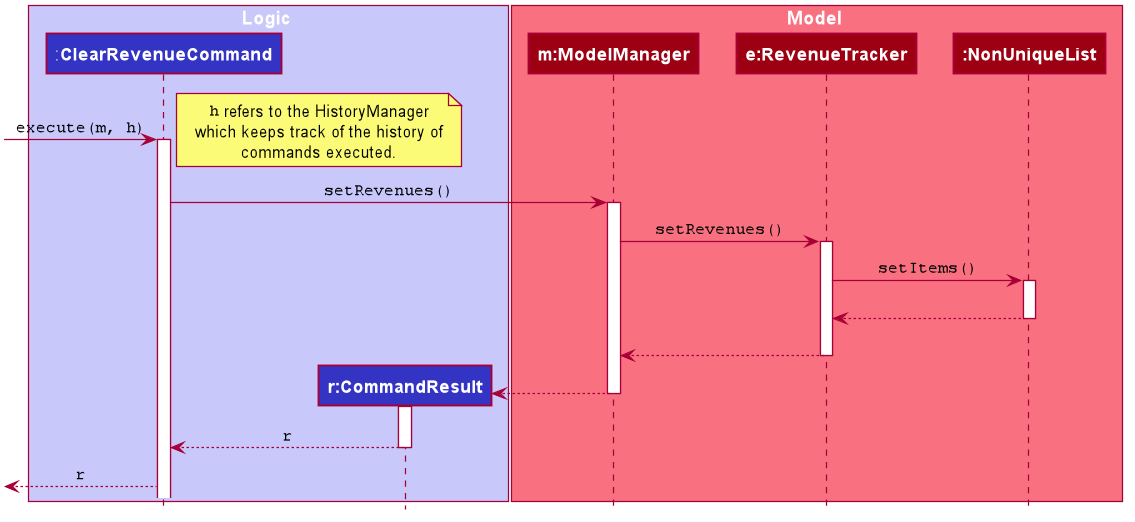 Logic
Model
:ClearRevenueCommand
m:ModelManager
e:RevenueTracker
:NonUniqueList
h refers to the HistoryManager
which keeps track of the history of
commands executed.
execute(m, h)
setRevenues()
setRevenues()
setItems()
r:CommandResult
r
r